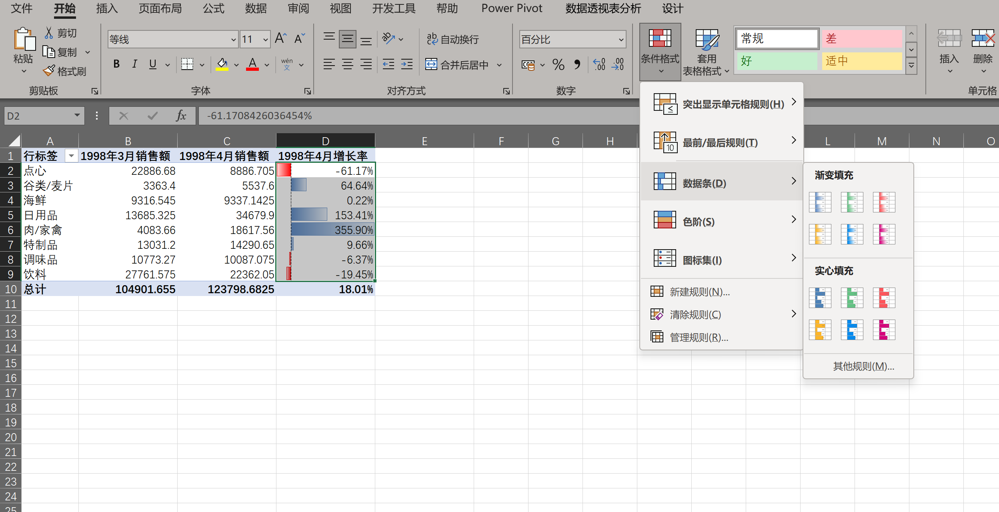 文件 开始 插入 页面布局 公式 数据 审阅 视图 开发工具 帮助 Power Pivot 数据透视表分析 设计
粘贴
剪切
复制
格式刷
剪贴板
等线 11
B I U
wén
文
字体
自动换行
合并后居中
对齐方式
百分比
数字
条件格式
套用
表格格式
常规 差
好 适中
插入
删除
单元格
D2 fx -61.1708426036454%
A B C D E F G H L M N O
1 行标签 1998年3月销售额 1998年4月销售额 1998年4月增长率
2 点心 22886.68 8886.705 -61.17%
3 谷类/麦片 3363.4 5537.6 64.64%
4 海鲜 9316.545 9337.1425 0.22%
5 日用品 13685.325 34679.9 153.41%
6 肉/家禽 4083.66 18617.56 355.90%
7 特制品 13031.2 14290.65 9.66%
8 调味品 10773.27 10087.075 -6.37%
9 饮料 27761.575 22362.05 -19.45%
10 总计 104901.655 123798.6825 18.01%
11
12
13
14
15
16
17
18
19
20
21
22
23
24
25
突出显示单元格规则(H)
最前/最后规则(T)
数据条(D)
色阶(S)
图标集(I)
新建规则(N)...
清除规则(C)
管理规则(R)...
渐变填充
实心填充
其他规则(M)...